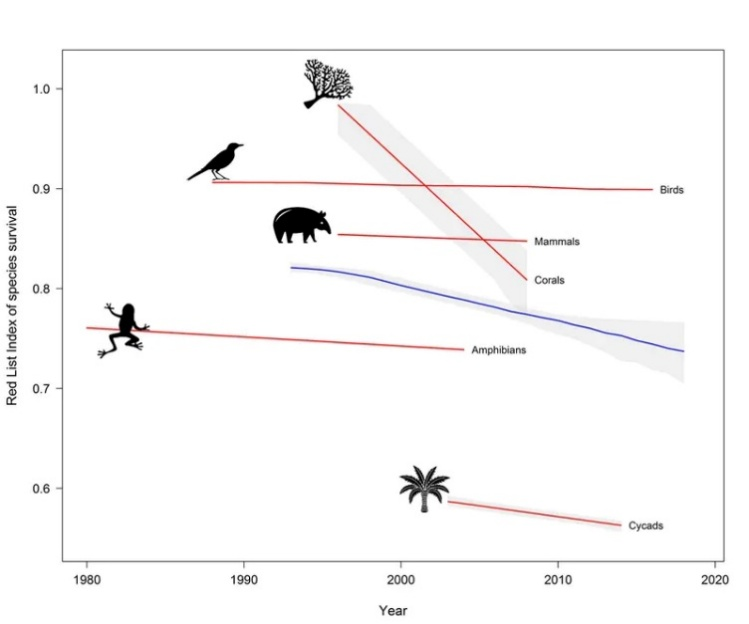 1.0
0.9
0.8
0.7
0.6
Red List Index of species survival
Birds
Mammals
Corals
Amphibians
Cycads
1980 1990 2000 2010 2020
Year